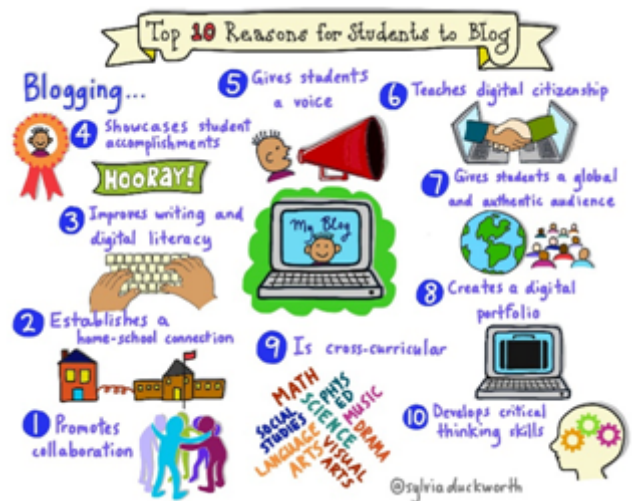 Top 10 Reasons for Students to Blog
Blogging...
1 Promotes
collaboration
2 Establishes a
home-school connection
3 Improves writing and
digital literacy
4 Showcases student
accomplishments
HOORAY!
5 Gives students
a voice
My Blog
6 Teaches digital citizenship
7 Gives students a global
and authentic audience
8 Creates a digital
portfolio
9 Is cross-curricular
MATH
PHYS
ED
SOCIAL
STUDIES
SCIENCE
MUSIC
LANGUAGE
ARTS
DRAMA
VISUAL
ARTS
10 Develops critical
thinking skills
@sylviaduckworth